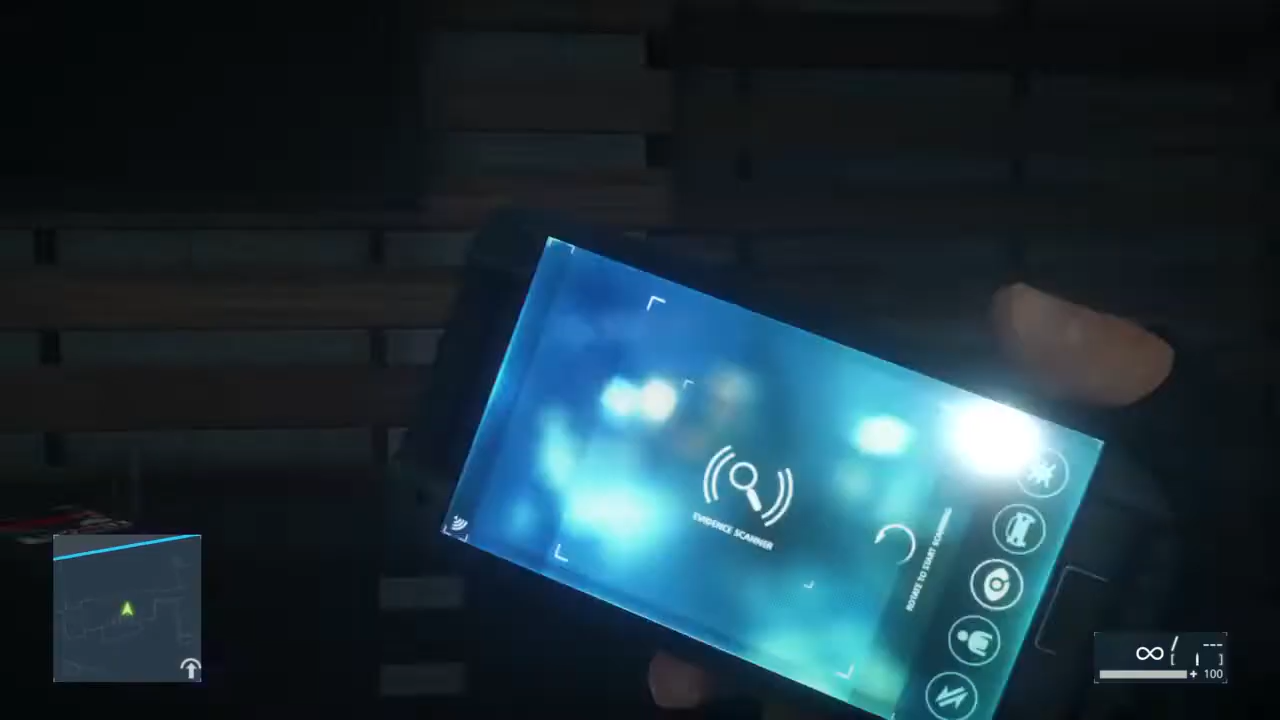 EVIDENCE SCANNER
ROTATE TO START SCANNING
∞ / ---
100